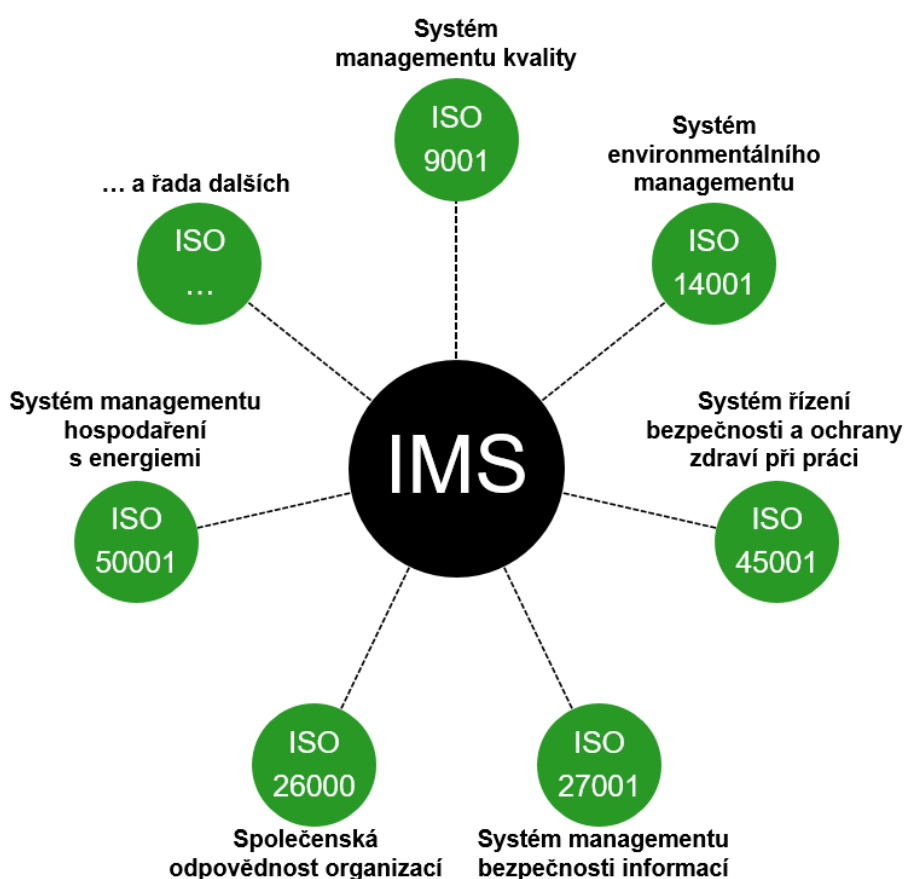 Systém
managementu kvality
ISO
9001
Systém
environmentálního
managementu
ISO
14001
… a řada dalších
ISO
…
IMS
Systém managementu
hospodaření
s energiemi
ISO
50001
Systém řízení
bezpečnosti a ochrany
zdraví při práci
ISO
45001
ISO
26000
Společenská
odpovědnost organizací
ISO
27001
Systém managementu
bezpečnosti informací